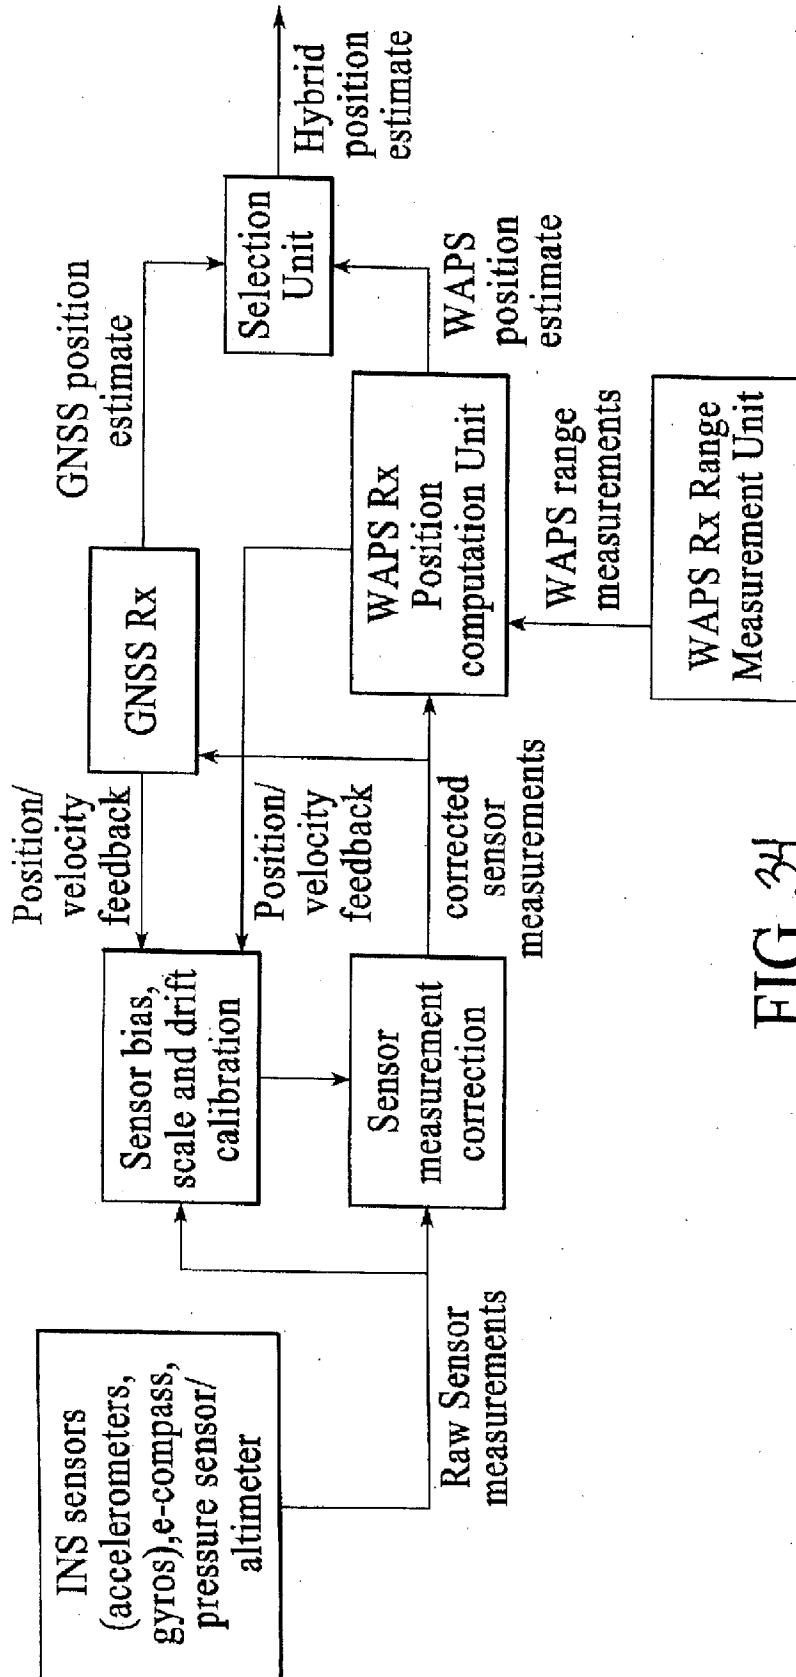 INS sensors
(accelerometers,
gyros),e-compass,
pressure sensor/
altimeter
Raw Sensor
measurements
Sensor bias,
scale and drift
calibration
Sensor
measurement
correction
Position/
velocity
feedback
Position/
velocity
feedback
corrected
sensor
measurements
GNSS Rx
WAPS Rx
Position
computation Unit
WAPS range
measurements
WAPS Rx Range
Measurement Unit
GNSS position
estimate
WAPS
position
estimate
Selection
Unit
Hybrid
position
estimate
FIG. 34